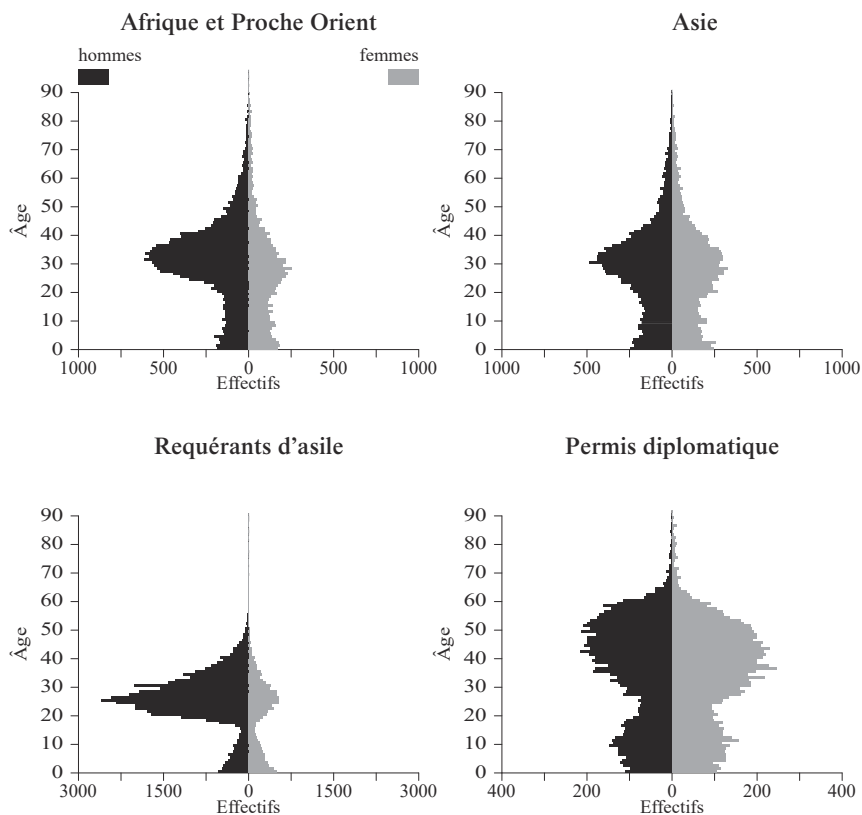 Afrique et Proche Orient
hommes
femmes
Âge
90
80
70
60
50
40
30
20
10
0
1000 500 0 500 1000
Effectifs
Asie
Âge
90
80
70
60
50
40
30
20
10
0
1000 500 0 500 1000
Effectifs
Requérants d'asile
Âge
90
80
70
60
50
40
30
20
10
0
3000 1500 0 1500 3000
Effectifs
Permis diplomatique
Âge
90
80
70
60
50
40
30
20
10
0
400 200 0 200 400
Effectifs